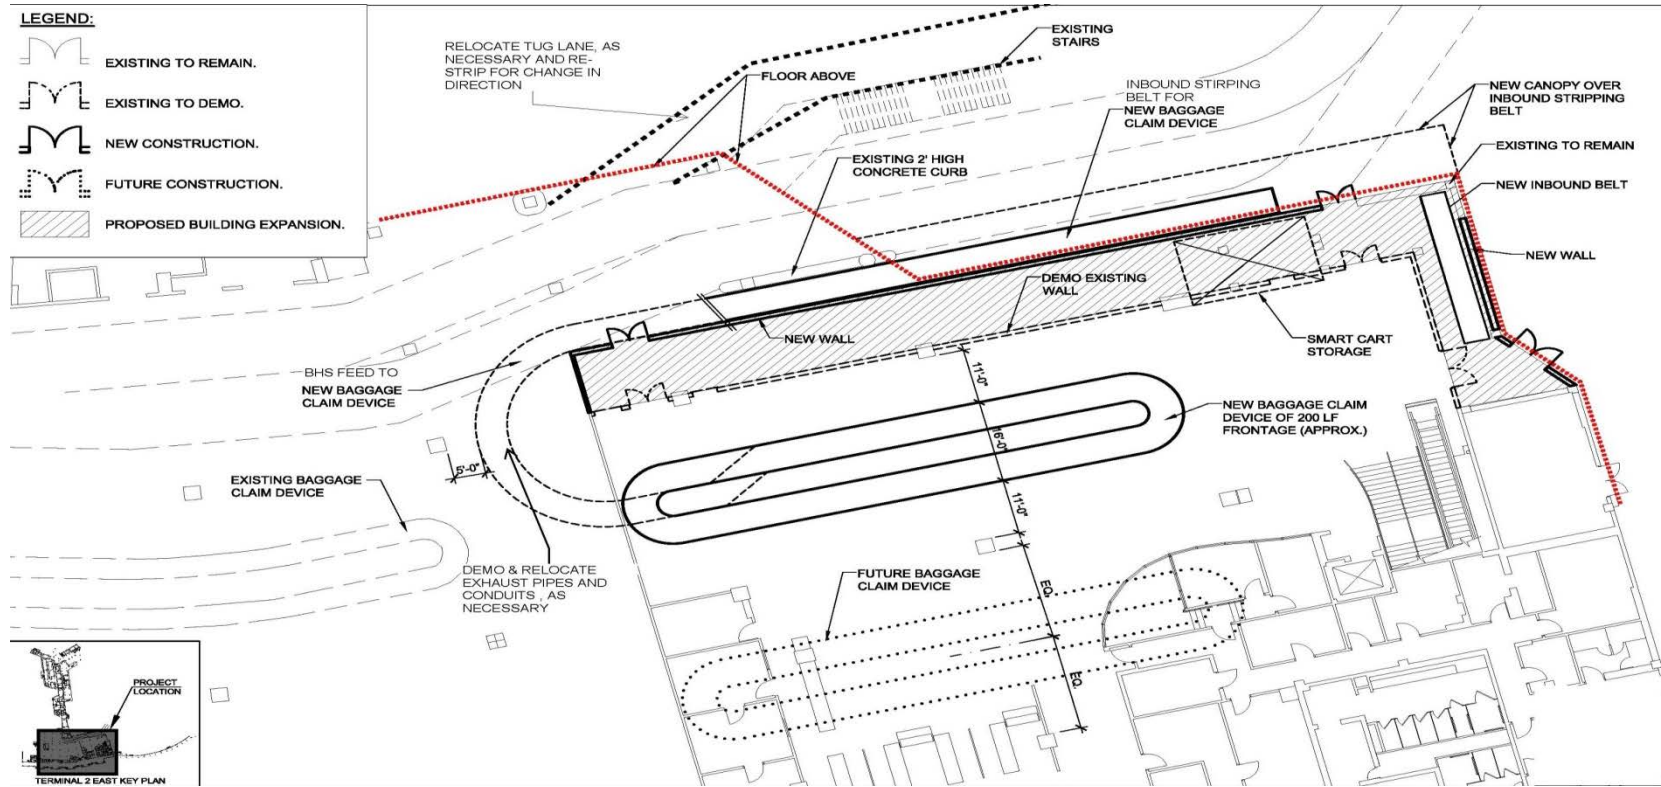 LEGEND:
EXISTING TO REMAIN.
EXISTING TO DEMO.
NEW CONSTRUCTION.
FUTURE CONSTRUCTION.
PROPOSED BUILDING EXPANSION.
RELOCATE TUG LANE, AS
NECESSARY AND RE-
STRIP FOR CHANGE IN
DIRECTION
FLOOR ABOVE
EXISTING
STAIRS
INBOUND STIRPING
BELT FOR
NEW BAGGAGE
CLAIM DEVICE
NEW CANOPY OVER
INBOUND STRIPPING
BELT
EXISTING TO REMAIN
NEW INBOUND BELT
NEW WALL
EXISTING 2' HIGH
CONCRETE CURB
DEMO EXISTING
WALL
NEW WALL
SMART CART
STORAGE
BHS FEED TO
NEW BAGGAGE
CLAIM DEVICE
11'-0"
16'-0"
11'-0"
EQ.
EQ.
NEW BAGGAGE CLAIM
DEVICE OF 200 LF
FRONTAGE (APPROX.)
5'-0"
EXISTING BAGGAGE
CLAIM DEVICE
DEMO & RELOCATE
EXHAUST PIPES AND
CONDUITS , AS
NECESSARY
FUTURE BAGGAGE
CLAIM DEVICE
PROJECT
LOCATION
TERMINAL 2 EAST KEY PLAN